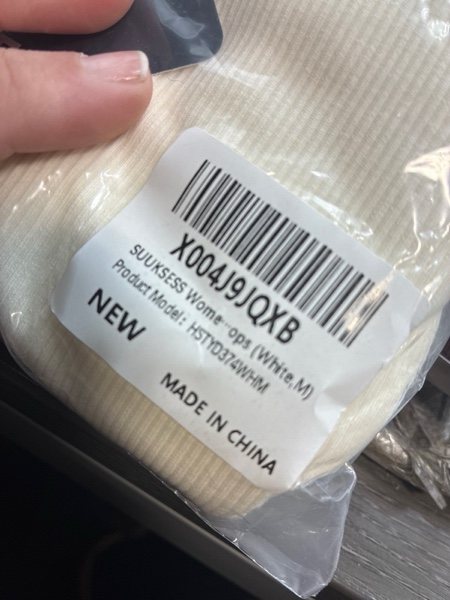 X004J9JQXB
SUUKSESS Wome···ops (White,M)
Product Model: HSTYD374WHM
NEW
MADE IN CHINA